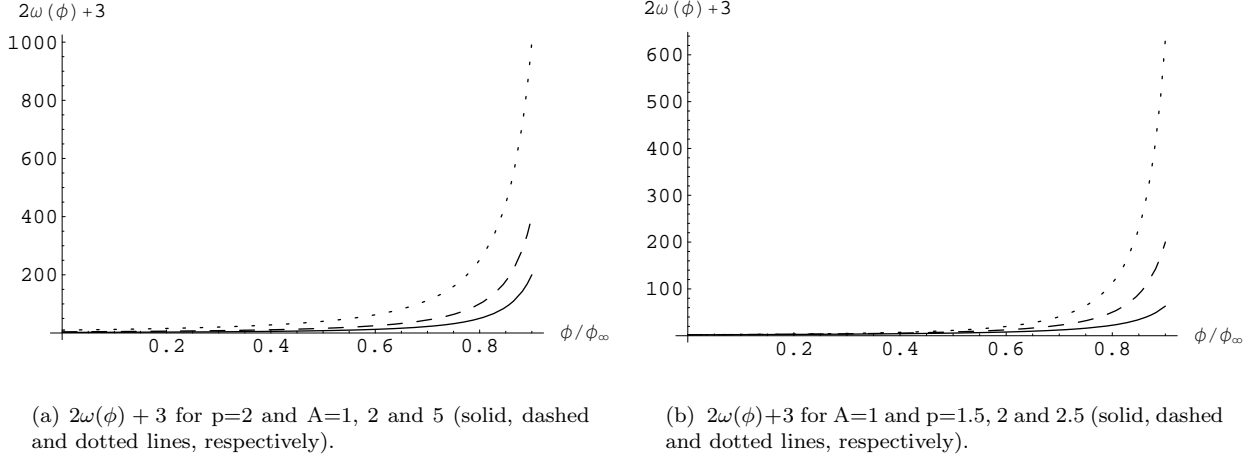 2ω(ϕ)+3
1000
800
600
400
200
0.2 0.4 0.6 0.8
ϕ/ϕ∞
2ω(ϕ)+3
600
500
400
300
200
100
0.2 0.4 0.6 0.8
ϕ/ϕ∞
(a) 2ω(ϕ) + 3 for p=2 and A=1, 2 and 5 (solid, dashed
and dotted lines, respectively).
(b) 2ω(ϕ)+3 for A=1 and p=1.5, 2 and 2.5 (solid, dashed
and dotted lines, respectively).